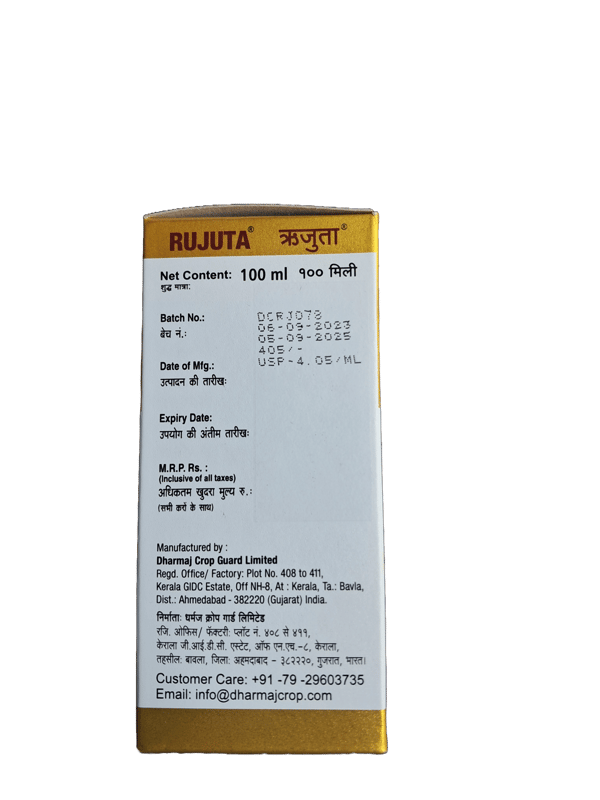 RUJUTA® ऋजुता®
Net Content: 100 ml १०० मिली
शुद्ध मात्रा:
Batch No.: DCRJ078
बेच नं.: 06-09-2023
05-09-2025
405/-
Date of Mfg.: USP-4.05/ML
उत्पादन की तारीखः
Expiry Date:
उपयोग की अंतीम तारीखः
M.R.P. Rs. :
(Inclusive of all taxes)
अधिकतम खुदरा मुल्य रु.:
(सभी करों के साथ)
Manufactured by :
Dharmaj Crop Guard Limited
Regd. Office/ Factory: Plot No. 408 to 411,
Kerala GIDC Estate, Off NH-8, At : Kerala, Ta.: Bavla,
Dist.: Ahmedabad - 382220 (Gujarat) India.
निर्माताः धर्मज क्रोप गार्ड लिमिटेड
रजि. ओफिस/ फॅक्टरीः प्लॉट नं. ४०८ से ४११,
केराला जी.आई.डी.सी. एस्टेट, ऑफ एन.एच.-८, केराला,
तहसीलः बावला, जिलाः अहमदाबाद - ३८२२२०, गुजरात, भारत।
Customer Care: +91 -79 -29603735
Email: info@dharmajcrop.com